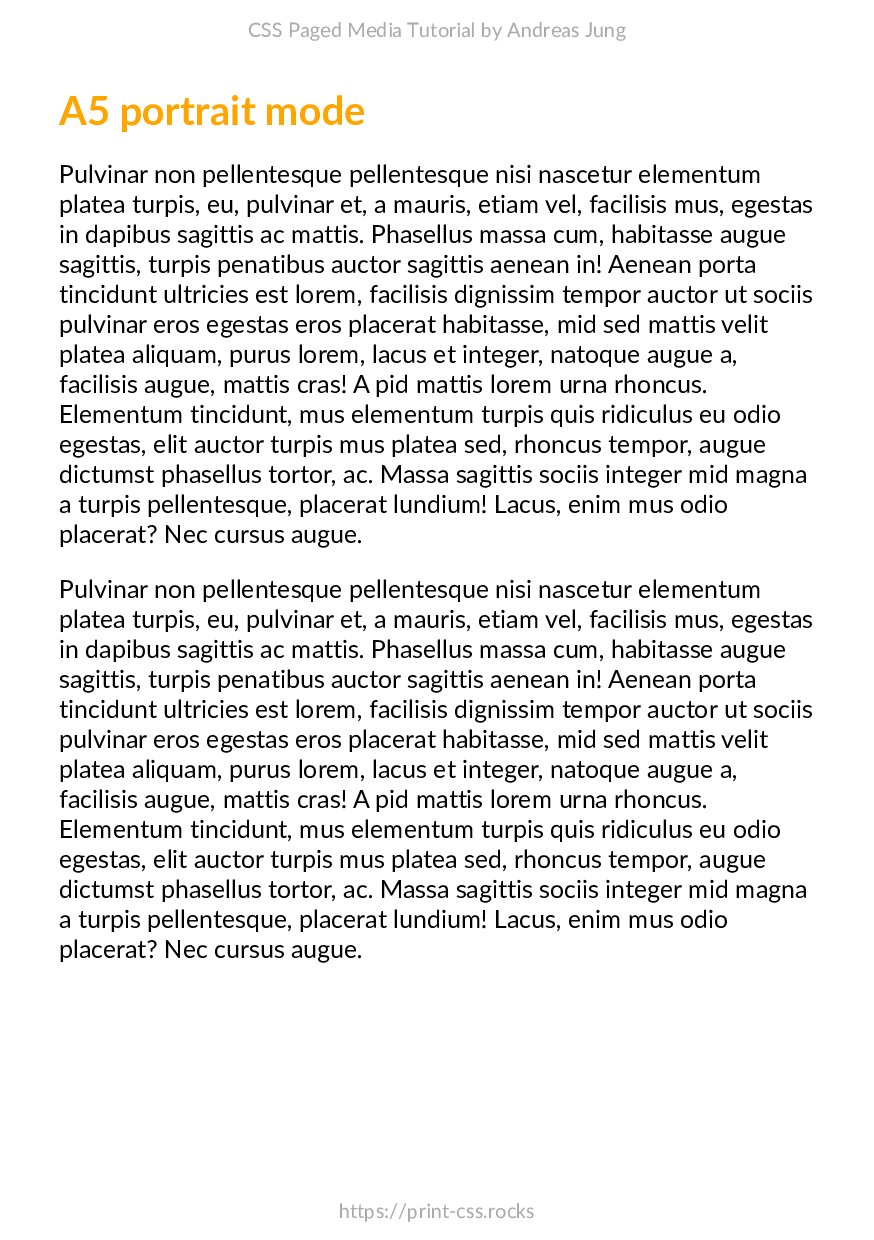 CSS Paged Media Tutorial by Andreas Jung
A5 portrait mode
Pulvinar non pellentesque pellentesque nisi nascetur elementum
platea turpis, eu, pulvinar et, a mauris, etiam vel, facilisis mus, egestas
in dapibus sagittis ac mattis. Phasellus massa cum, habitasse augue
sagittis, turpis penatibus auctor sagittis aenean in! Aenean porta
tincidunt ultricies est lorem, facilisis dignissim tempor auctor ut sociis
pulvinar eros egestas eros placerat habitasse, mid sed mattis velit
platea aliquam, purus lorem, lacus et integer, natoque augue a,
facilisis augue, mattis cras! A pid mattis lorem urna rhoncus.
Elementum tincidunt, mus elementum turpis quis ridiculus eu odio
egestas, elit auctor turpis mus platea sed, rhoncus tempor, augue
dictumst phasellus tortor, ac. Massa sagittis sociis integer mid magna
a turpis pellentesque, placerat lundium! Lacus, enim mus odio
placerat? Nec cursus augue.
Pulvinar non pellentesque pellentesque nisi nascetur elementum
platea turpis, eu, pulvinar et, a mauris, etiam vel, facilisis mus, egestas
in dapibus sagittis ac mattis. Phasellus massa cum, habitasse augue
sagittis, turpis penatibus auctor sagittis aenean in! Aenean porta
tincidunt ultricies est lorem, facilisis dignissim tempor auctor ut sociis
pulvinar eros egestas eros placerat habitasse, mid sed mattis velit
platea aliquam, purus lorem, lacus et integer, natoque augue a,
facilisis augue, mattis cras! A pid mattis lorem urna rhoncus.
Elementum tincidunt, mus elementum turpis quis ridiculus eu odio
egestas, elit auctor turpis mus platea sed, rhoncus tempor, augue
dictumst phasellus tortor, ac. Massa sagittis sociis integer mid magna
a turpis pellentesque, placerat lundium! Lacus, enim mus odio
placerat? Nec cursus augue.
https://print-css.rocks